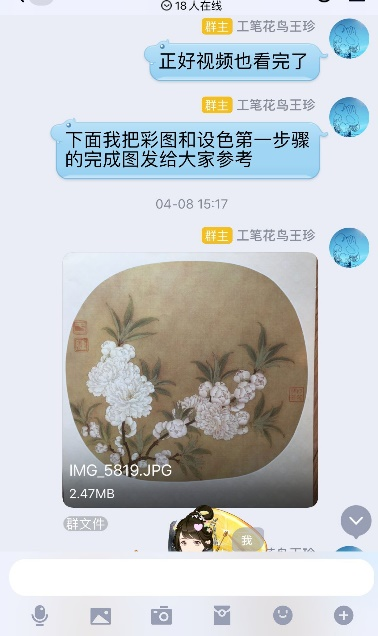 18人在线
群主 工笔花鸟王珍
正好视频也看完了
群主 工笔花鸟王珍
下面我把彩图和设色第一步骤
的完成图发给大家参考
04-08 15:17
群主 工笔花鸟王珍
IMG_5819.JPG
2.47MB
群文件
我